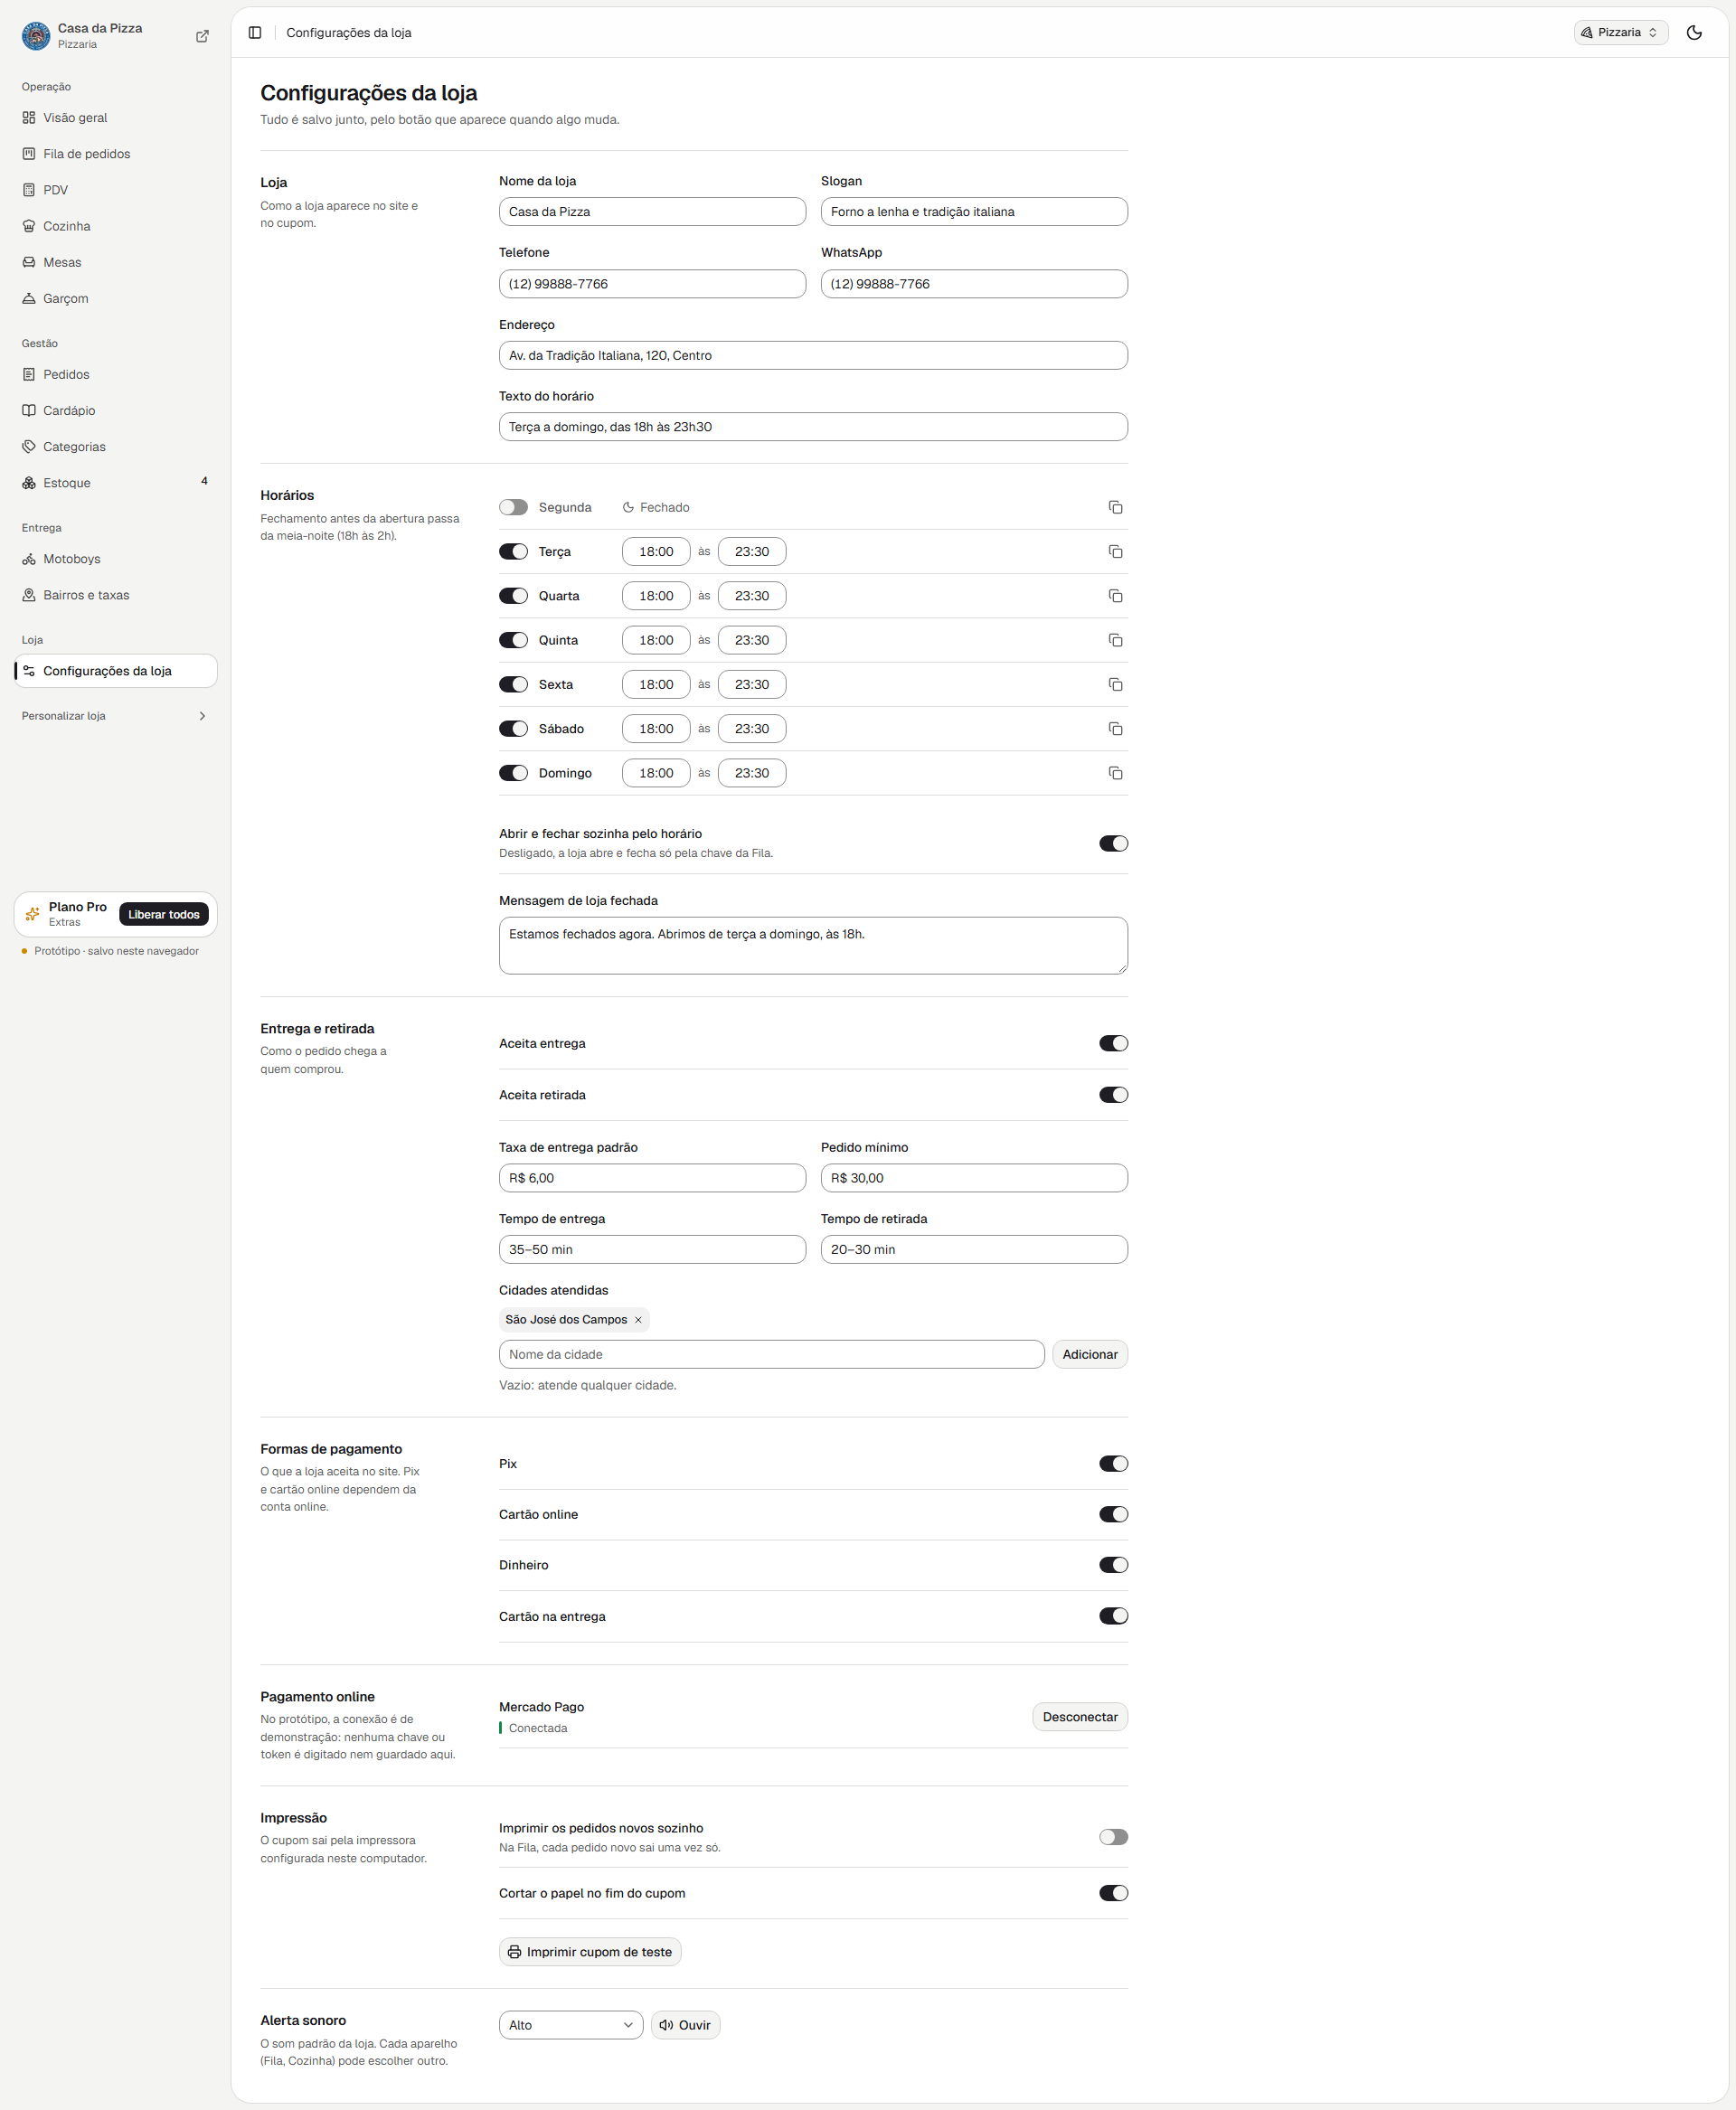 Casa da Pizza
Pizzaria
Operação
Visão geral
Fila de pedidos
PDV
Cozinha
Mesas
Garçom
Gestão
Pedidos
Cardápio
Categorias
Estoque 4
Entrega
Motoboys
Bairros e taxas
Loja
Configurações da loja
Personalizar loja
Plano Pro
Extras
Liberar todos
Protótipo · salvo neste navegador
Configurações da loja
Pizzaria
Configurações da loja
Tudo é salvo junto, pelo botão que aparece quando algo muda.
Loja
Como a loja aparece no site e
no cupom.
Nome da loja
Casa da Pizza
Slogan
Forno a lenha e tradição italiana
Telefone
(12) 99888-7766
WhatsApp
(12) 99888-7766
Endereço
Av. da Tradição Italiana, 120, Centro
Texto do horário
Terça a domingo, das 18h às 23h30
Horários
Fechamento antes da abertura passa
da meia-noite (18h às 2h).
Segunda Fechado
Terça 18:00 às 23:30
Quarta 18:00 às 23:30
Quinta 18:00 às 23:30
Sexta 18:00 às 23:30
Sábado 18:00 às 23:30
Domingo 18:00 às 23:30
Abrir e fechar sozinha pelo horário
Desligado, a loja abre e fecha só pela chave da Fila.
Mensagem de loja fechada
Estamos fechados agora. Abrimos de terça a domingo, às 18h.
Entrega e retirada
Como o pedido chega a
quem comprou.
Aceita entrega
Aceita retirada
Taxa de entrega padrão
R$ 6,00
Pedido mínimo
R$ 30,00
Tempo de entrega
35–50 min
Tempo de retirada
20–30 min
Cidades atendidas
São José dos Campos
Nome da cidade
Adicionar
Vazio: atende qualquer cidade.
Formas de pagamento
O que a loja aceita no site. Pix
e cartão online dependem da
conta online.
Pix
Cartão online
Dinheiro
Cartão na entrega
Pagamento online
No protótipo, a conexão é de
demonstração: nenhuma chave ou
token é digitado nem guardado aqui.
Mercado Pago
Conectada
Desconectar
Impressão
O cupom sai pela impressora
configurada neste computador.
Imprimir os pedidos novos sozinho
Na Fila, cada pedido novo sai uma vez só.
Cortar o papel no fim do cupom
Imprimir cupom de teste
Alerta sonoro
O som padrão da loja. Cada aparelho
(Fila, Cozinha) pode escolher outro.
Alto
Ouvir